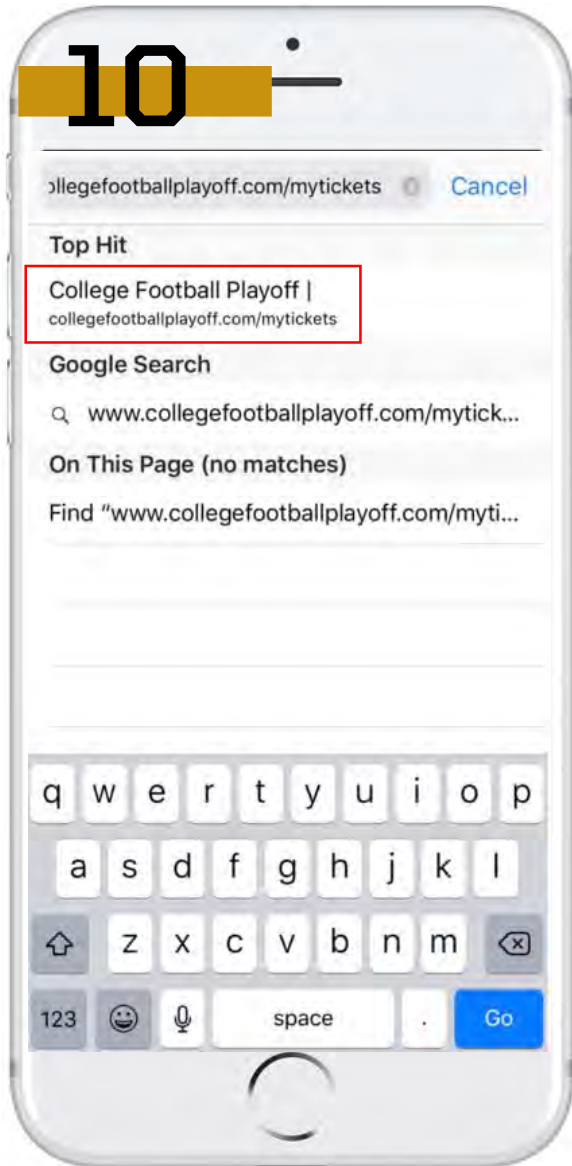 10
ollegefootballplayoff.com/mytickets Cancel
Top Hit
College Football Playoff |
collegefootballplayoff.com/mytickets
Google Search
www.collegefootballplayoff.com/mytick...
On This Page (no matches)
Find “www.collegefootballplayoff.com/myti...
q w e r t y u i o p
a s d f g h j k l
z x c v b n m
123 space . Go